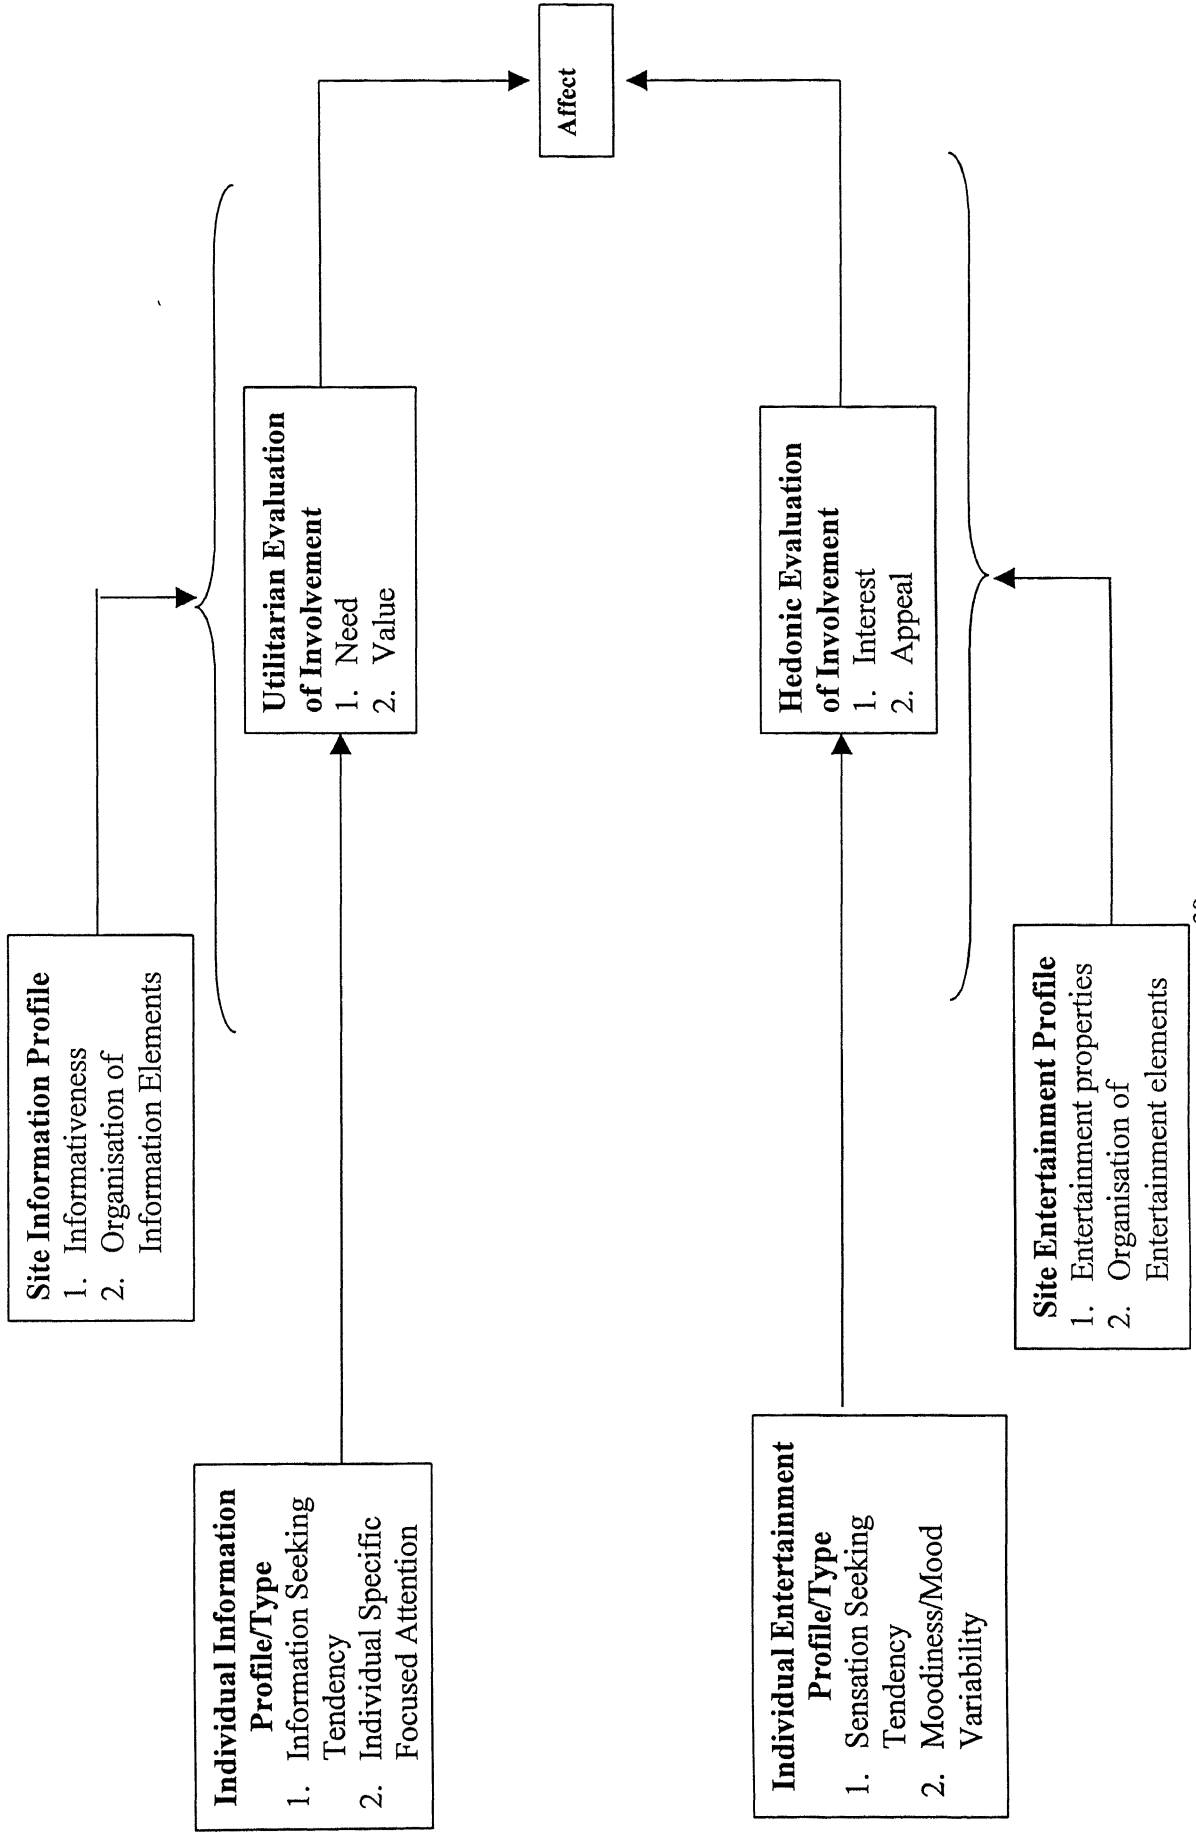 Site Information Profile
1. Informativeness
2. Organisation of
Information Elements
Individual Information
Profile/Type
1. Information Seeking
Tendency
2. Individual Specific
Focused Attention
Utilitarian Evaluation
of Involvement
1. Need
2. Value
Affect
Individual Entertainment
Profile/Type
1. Sensation Seeking
Tendency
2. Moodiness/Mood
Variability
Hedonic Evaluation
of Involvement
1. Interest
2. Appeal
Site Entertainment Profile
1. Entertainment properties
2. Organisation of
Entertainment elements